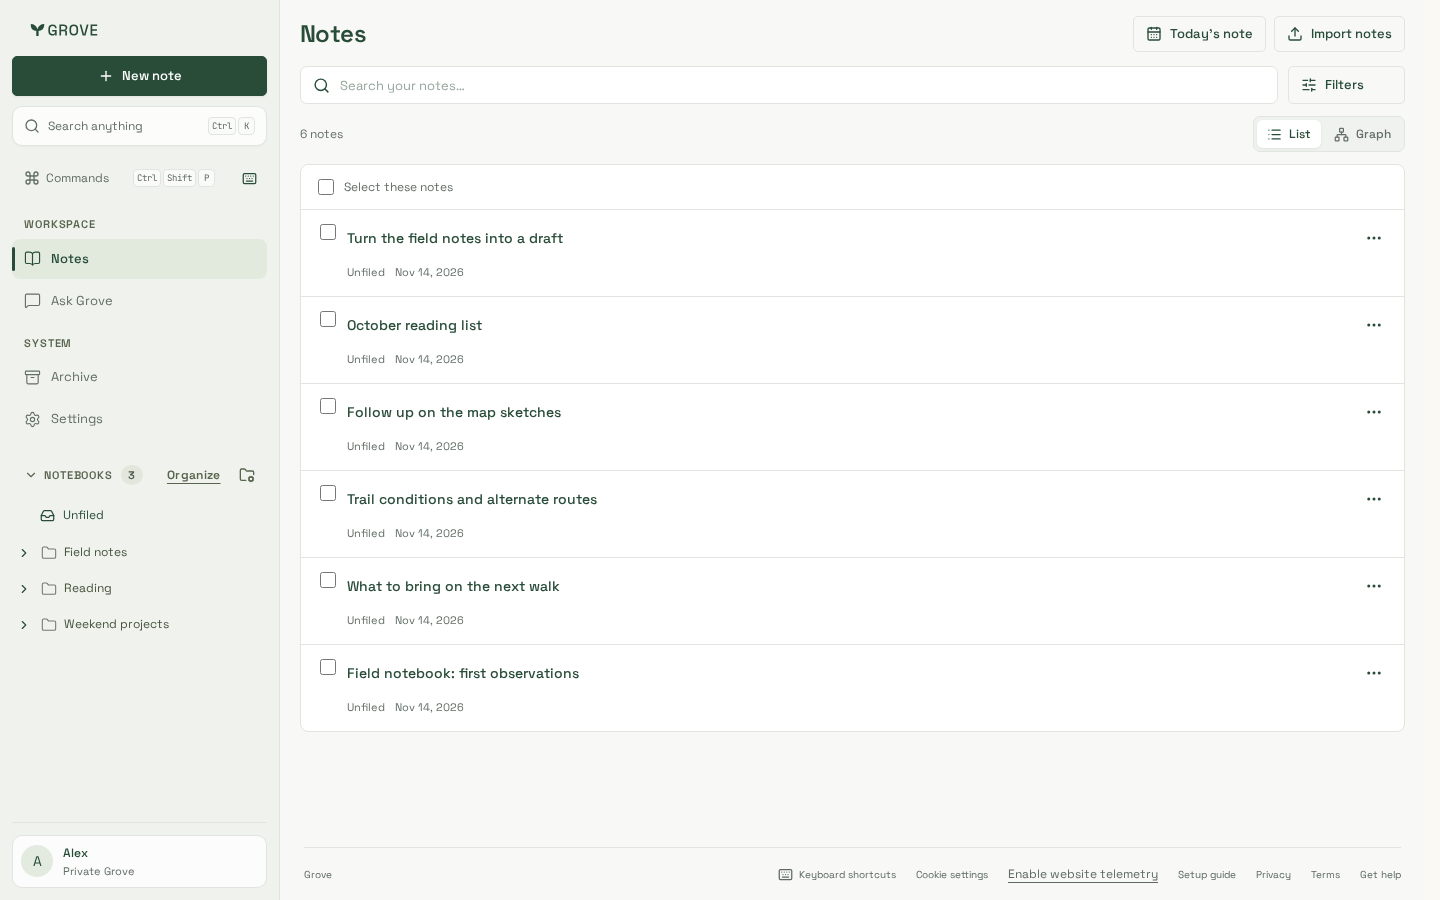 GROVE
New note
Search anything Ctrl K
Commands Ctrl Shift P
WORKSPACE
Notes
Ask Grove
SYSTEM
Archive
Settings
NOTEBOOKS 3 Organize
Unfiled
Field notes
Reading
Weekend projects
A
Alex
Private Grove
Notes
Today's note
Import notes
Search your notes...
Filters
6 notes
List
Graph
Select these notes
Turn the field notes into a draft
Unfiled Nov 14, 2026
October reading list
Unfiled Nov 14, 2026
Follow up on the map sketches
Unfiled Nov 14, 2026
Trail conditions and alternate routes
Unfiled Nov 14, 2026
What to bring on the next walk
Unfiled Nov 14, 2026
Field notebook: first observations
Unfiled Nov 14, 2026
Grove Keyboard shortcuts Cookie settings Enable website telemetry Setup guide Privacy Terms Get help